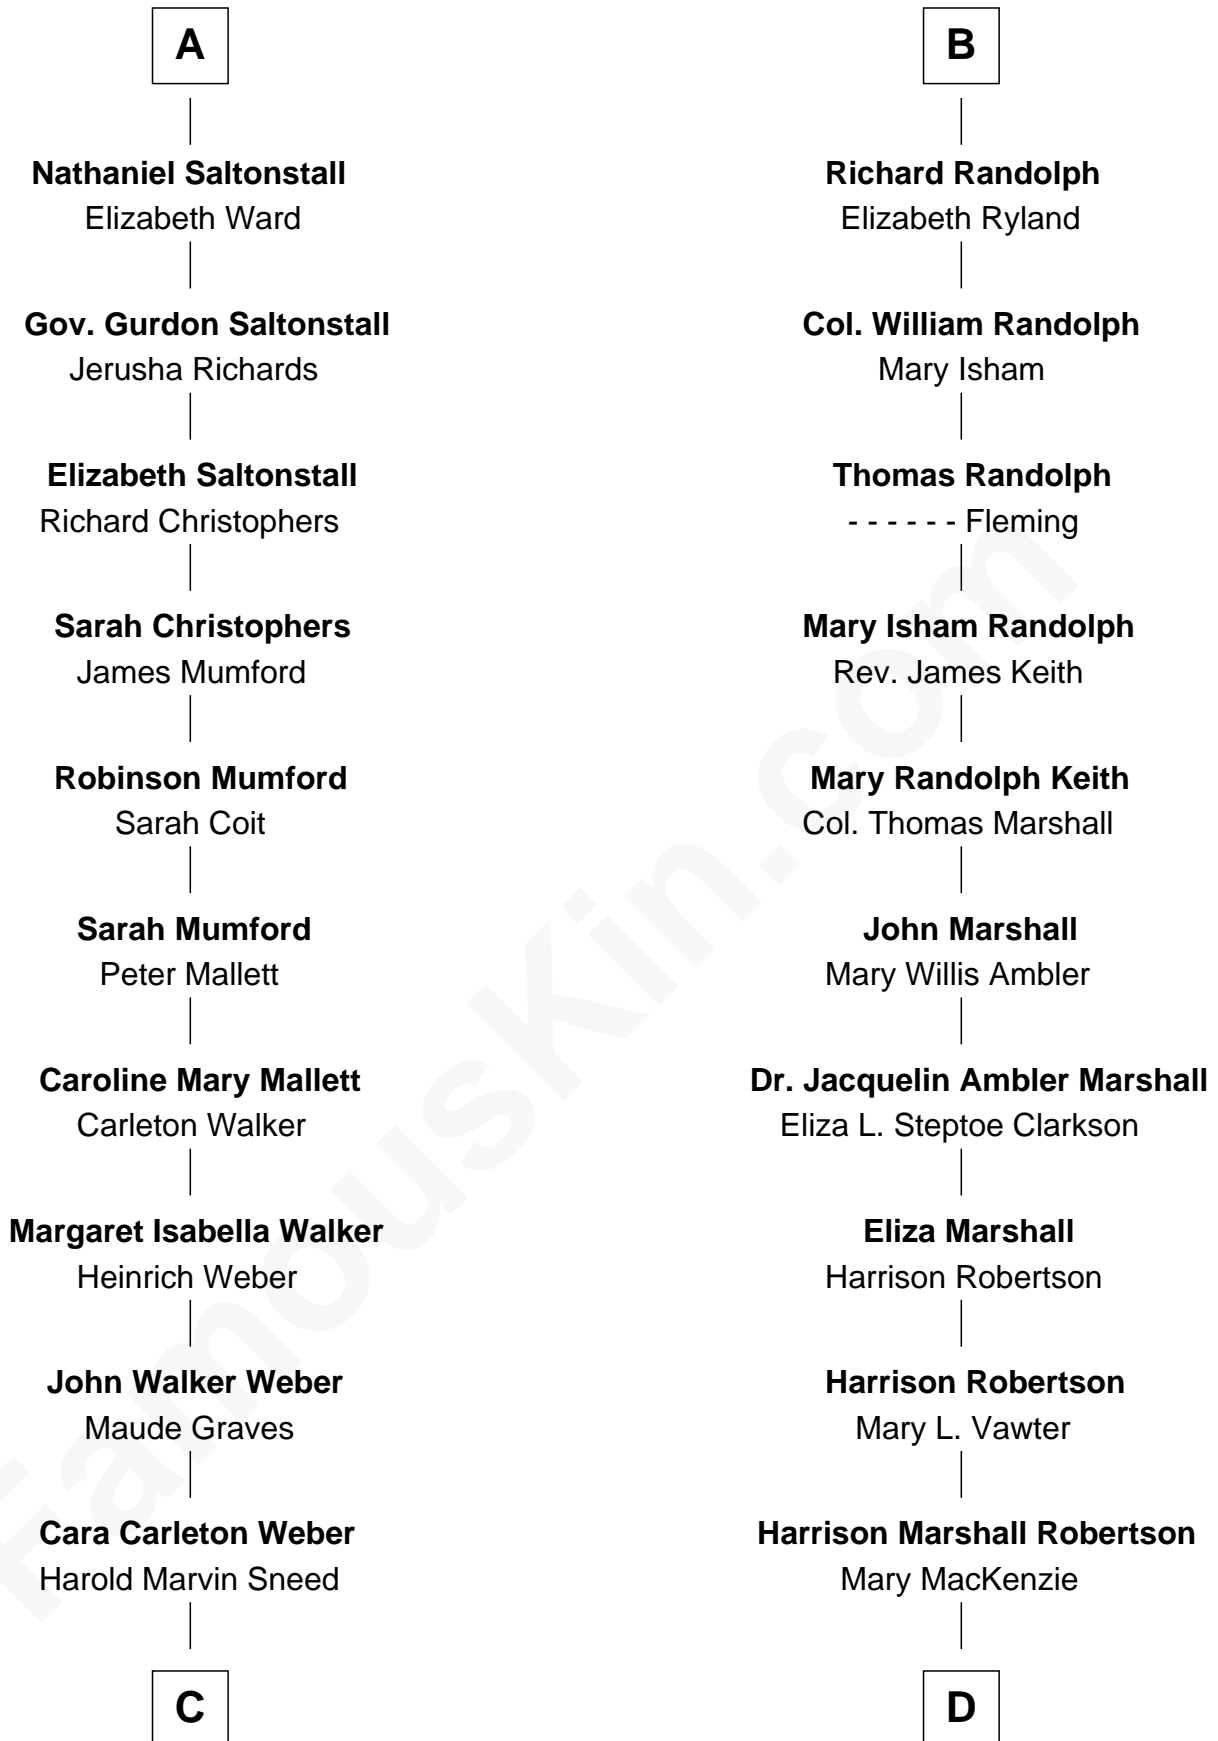 A
Nathaniel Saltonstall
Elizabeth Ward
Gov. Gurdon Saltonstall
Jerusha Richards
Elizabeth Saltonstall
Richard Christophers
Sarah Christophers
James Mumford
Robinson Mumford
Sarah Coit
Sarah Mumford
Peter Mallett
Caroline Mary Mallett
Carleton Walker
Margaret Isabella Walker
Heinrich Weber
John Walker Weber
Maude Graves
Cara Carleton Weber
Harold Marvin Sneed
C
B
Richard Randolph
Elizabeth Ryland
Col. William Randolph
Mary Isham
Thomas Randolph
- - - - - - Fleming
Mary Isham Randolph
Rev. James Keith
Mary Randolph Keith
Col. Thomas Marshall
John Marshall
Mary Willis Ambler
Dr. Jacquelin Ambler Marshall
Eliza L. Steptoe Clarkson
Eliza Marshall
Harrison Robertson
Harrison Robertson
Mary L. Vawter
Harrison Marshall Robertson
Mary MacKenzie
D
FamousKin.com